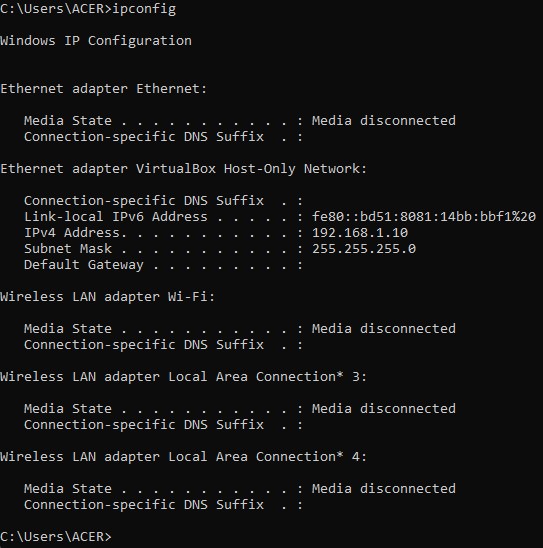 C:\Users\ACER>ipconfig
Windows IP Configuration
Ethernet adapter Ethernet:
Media State . . . . . . . . . . . : Media disconnected
Connection-specific DNS Suffix  . :
Ethernet adapter VirtualBox Host-Only Network:
Connection-specific DNS Suffix  . :
Link-local IPv6 Address . . . . . : fe80::bd51:8081:14bb:bbf1%20
IPv4 Address. . . . . . . . . . . : 192.168.1.10
Subnet Mask . . . . . . . . . . . : 255.255.255.0
Default Gateway . . . . . . . . . :
Wireless LAN adapter Wi-Fi:
Media State . . . . . . . . . . . : Media disconnected
Connection-specific DNS Suffix  . :
Wireless LAN adapter Local Area Connection* 3:
Media State . . . . . . . . . . . : Media disconnected
Connection-specific DNS Suffix  . :
Wireless LAN adapter Local Area Connection* 4:
Media State . . . . . . . . . . . : Media disconnected
Connection-specific DNS Suffix  . :
C:\Users\ACER>